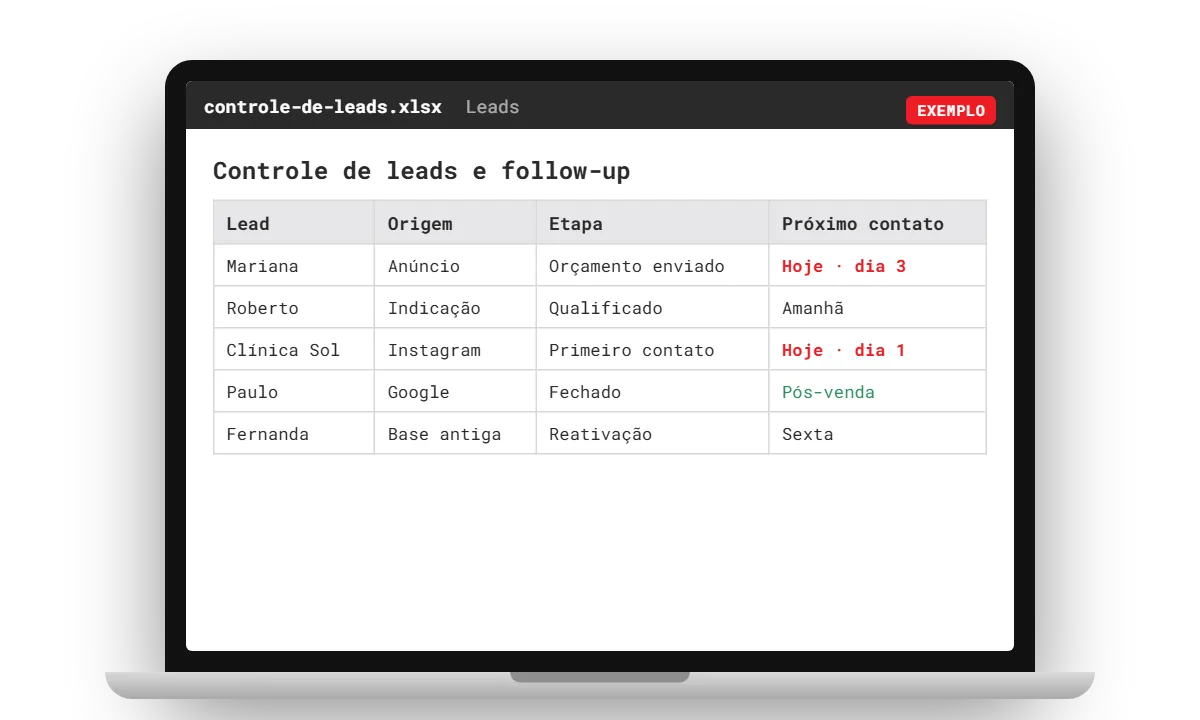 controle-de-leads.xlsx Leads EXEMPLO
Controle de leads e follow-up
Lead Origem Etapa Próximo contato
Mariana Anúncio Orçamento enviado Hoje · dia 3
Roberto Indicação Qualificado Amanhã
Clínica Sol Instagram Primeiro contato Hoje · dia 1
Paulo Google Fechado Pós-venda
Fernanda Base antiga Reativação Sexta